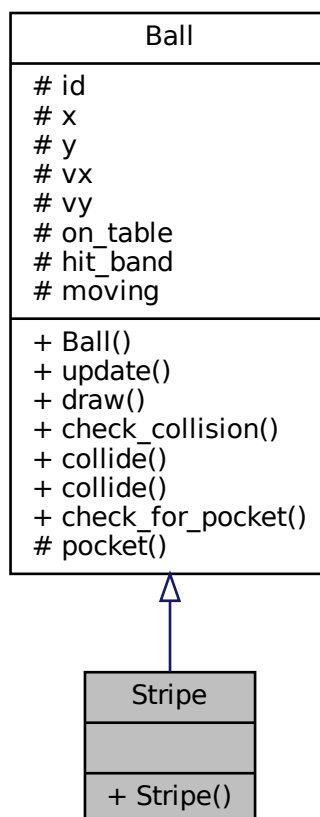 Ball
# id
# x
# y
# vx
# vy
# on_table
# hit_band
# moving
+ Ball()
+ update()
+ draw()
+ check_collision()
+ collide()
+ collide()
+ check_for_pocket()
# pocket()
Stripe
+ Stripe()